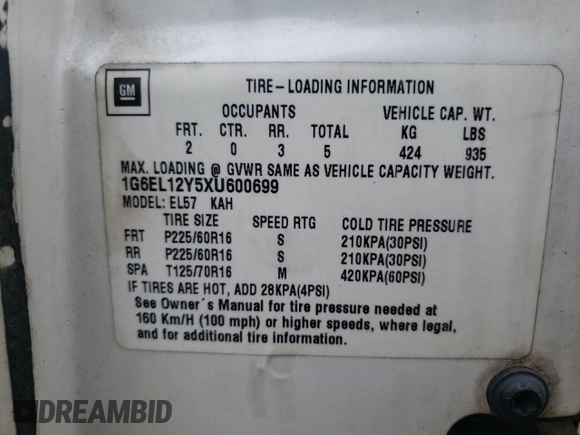 GM
TIRE-LOADING INFORMATION
OCCUPANTS VEHICLE CAP. WT.
FRT. CTR. RR. TOTAL KG LBS
2 0 3 5 424 935
MAX. LOADING @ GVWR SAME AS VEHICLE CAPACITY WEIGHT.
1G6EL12Y5XU600699
MODEL: EL57 KAH
TIRE SIZE SPEED RTG COLD TIRE PRESSURE
FRT P225/60R16 S 210KPA(30PSI)
RR P225/60R16 S 210KPA(30PSI)
SPA T125/70R16 M 420KPA(60PSI)
IF TIRES ARE HOT, ADD 28KPA(4PSI)
See Owner´s Manual for tire pressure needed at
160 Km/H (100 mph) or higher speeds, where legal,
and for additional tire information.
DREAMBID